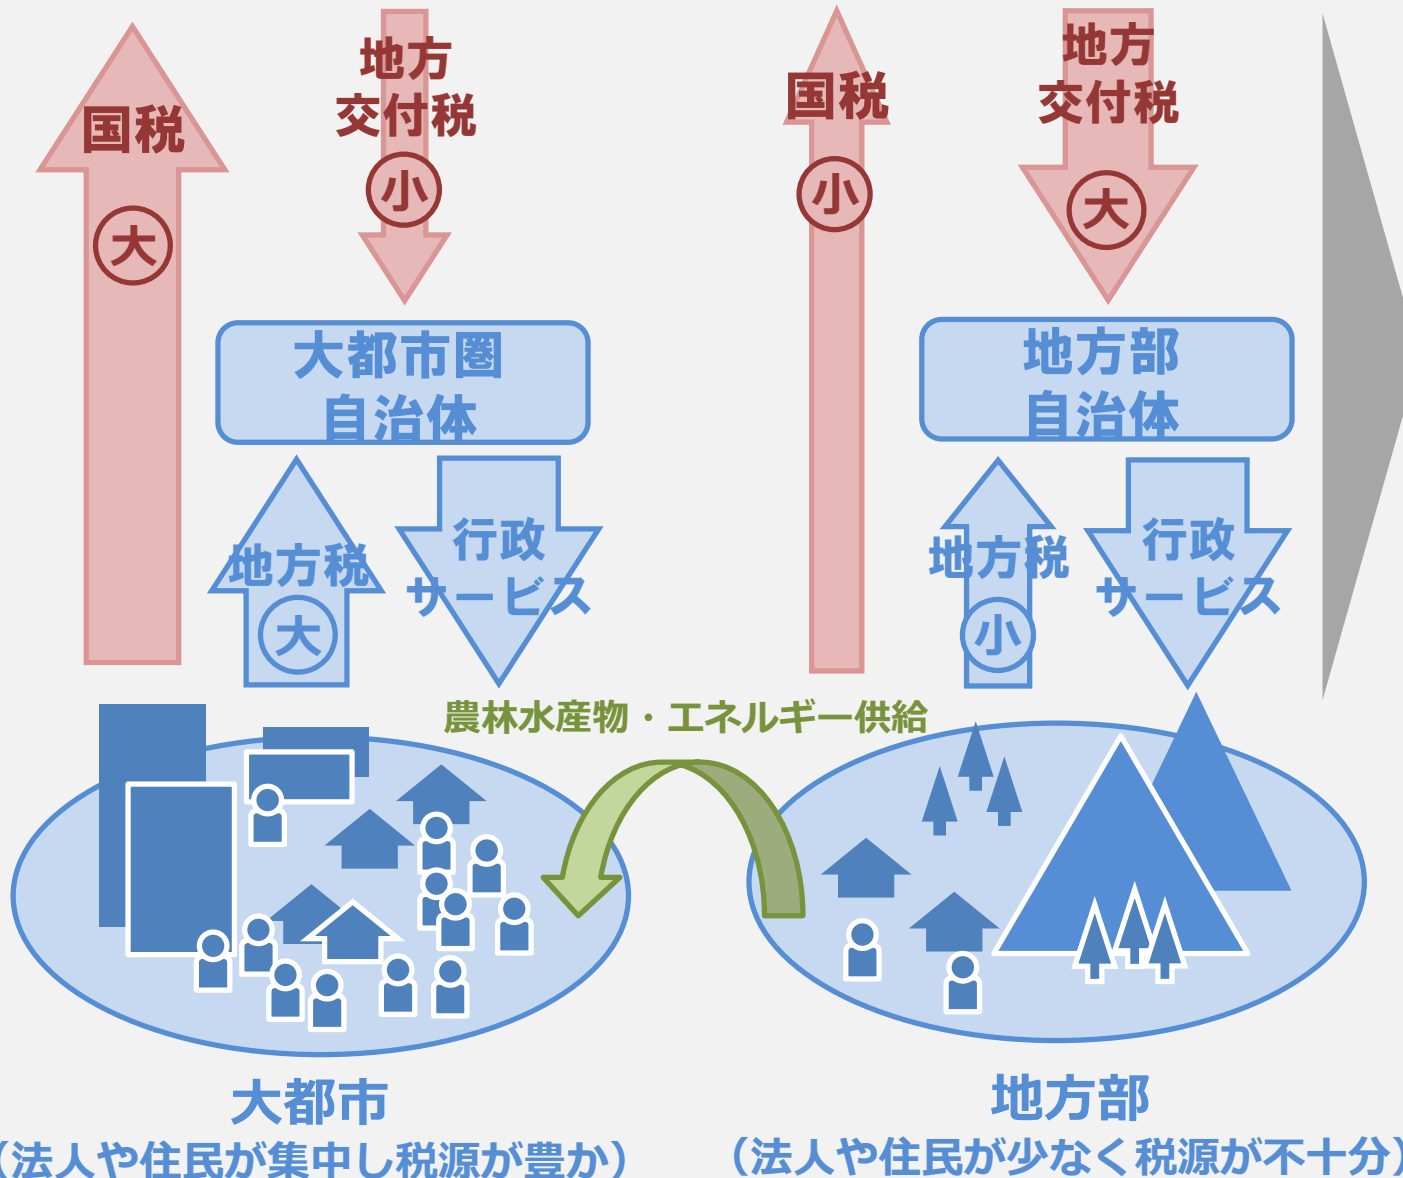 国税
大
地方
交付税
小
国税
小
地方
交付税
大
大都市圏
自治体
地方部
自治体
地方税
大
行政
サービス
地方税
小
行政
サービス
農林水産物・エネルギー供給
大都市
（法人や住民が集中し税源が豊か）
地方部
（法人や住民が少なく税源が不十分）